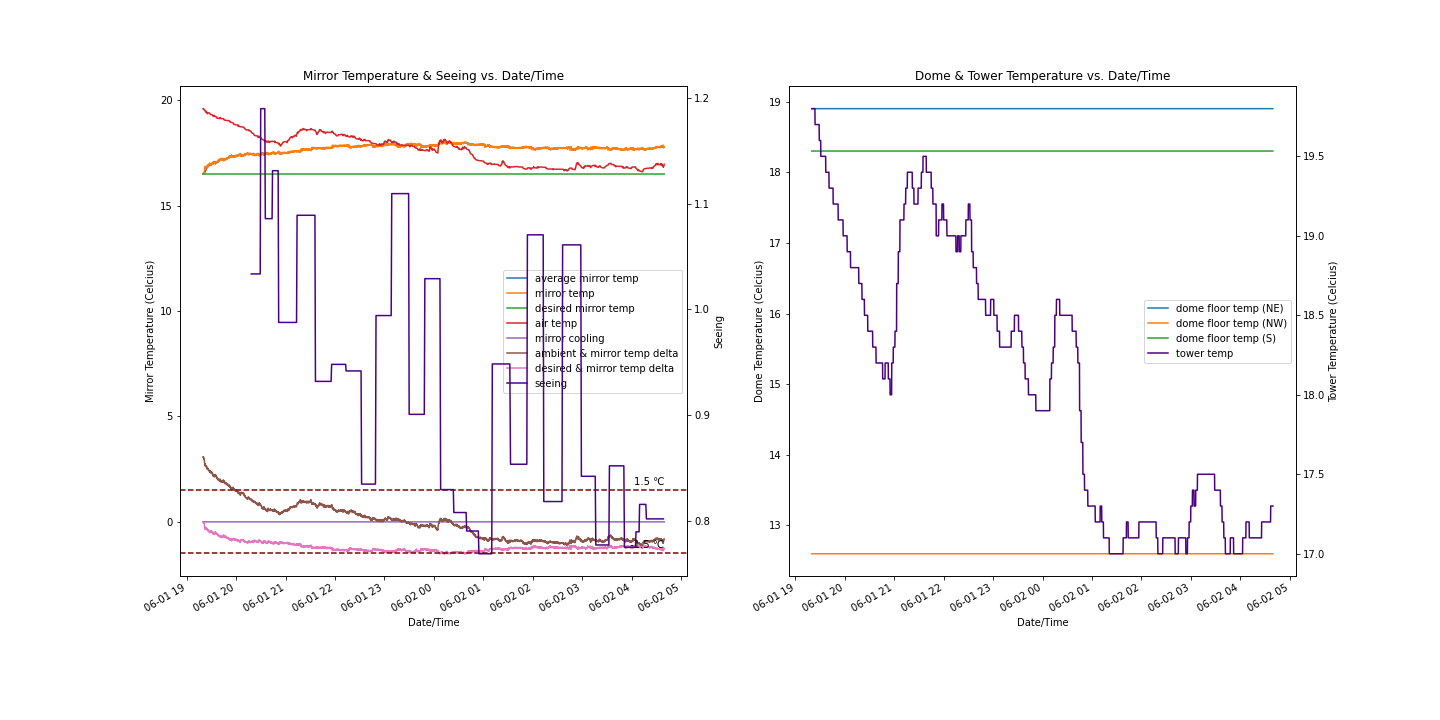 Mirror Temperature & Seeing vs. Date/Time
20
15
10
5
0
Mirror Temperature (Celcius)
1.2
1.1
1.0
0.9
0.8
Seeing
average mirror temp
mirror temp
desired mirror temp
air temp
mirror cooling
ambient & mirror temp delta
desired & mirror temp delta
seeing
1.5 °C
06-01 19
06-01 20
06-01 21
06-01 22
06-01 23
06-02 00
06-02 01
06-02 02
06-02 03
06-02 04
06-02 05
Date/Time
Dome & Tower Temperature vs. Date/Time
19
18
17
16
15
14
13
Dome Temperature (Celcius)
19.5
19.0
18.5
18.0
17.5
17.0
Tower Temperature (Celcius)
dome floor temp (NE)
dome floor temp (NW)
dome floor temp (S)
tower temp
06-01 19
06-01 20
06-01 21
06-01 22
06-01 23
06-02 00
06-02 01
06-02 02
06-02 03
06-02 04
06-02 05
Date/Time